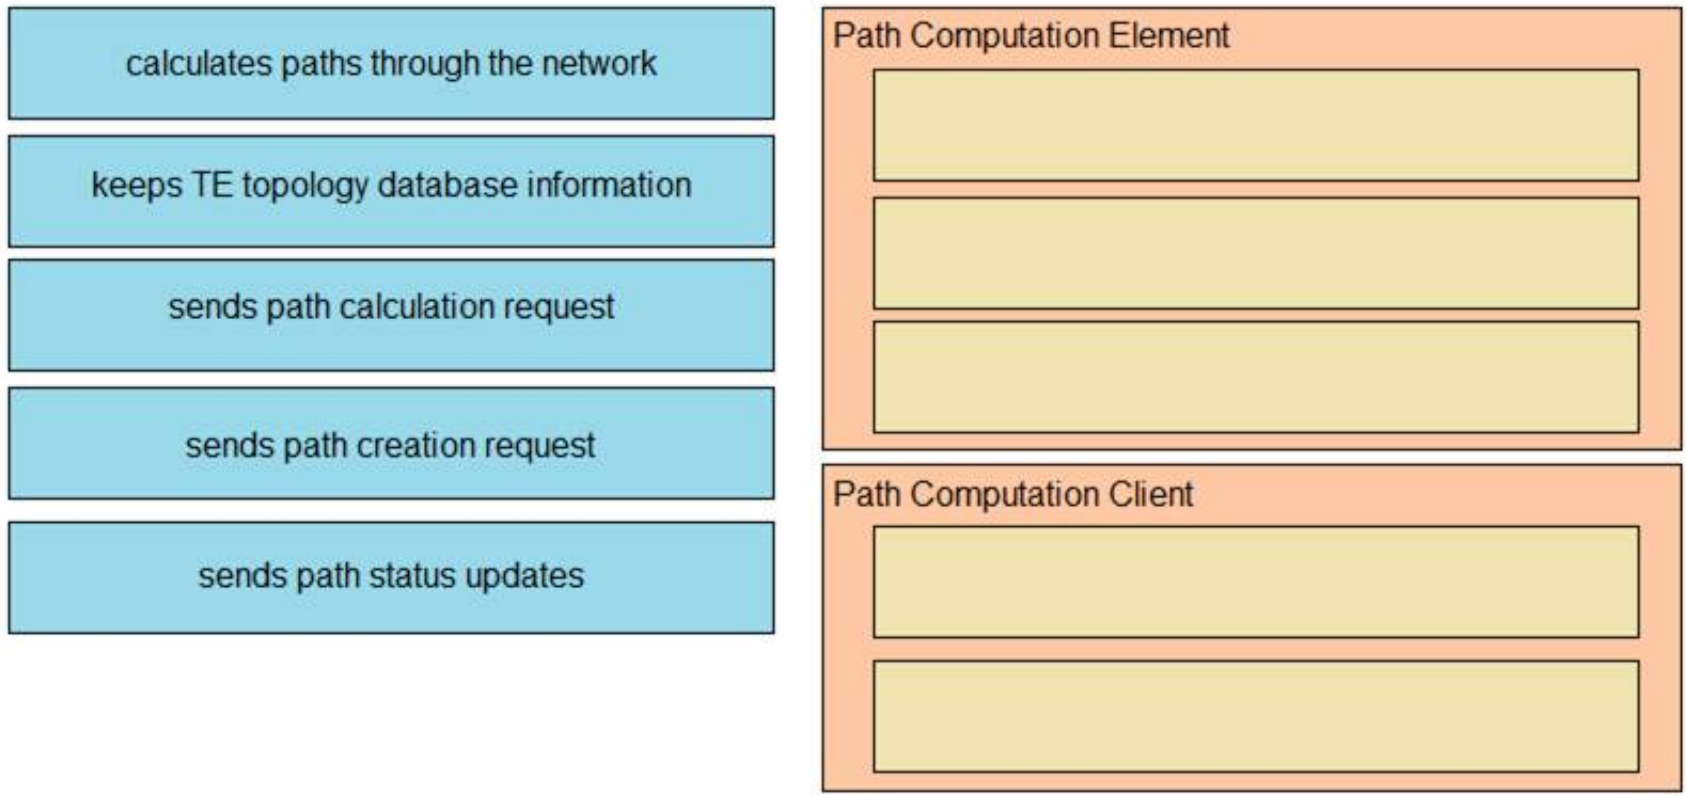 calculates paths through the network
keeps TE topology database information
sends path calculation request
sends path creation request
sends path status updates
Path Computation Element
Path Computation Client